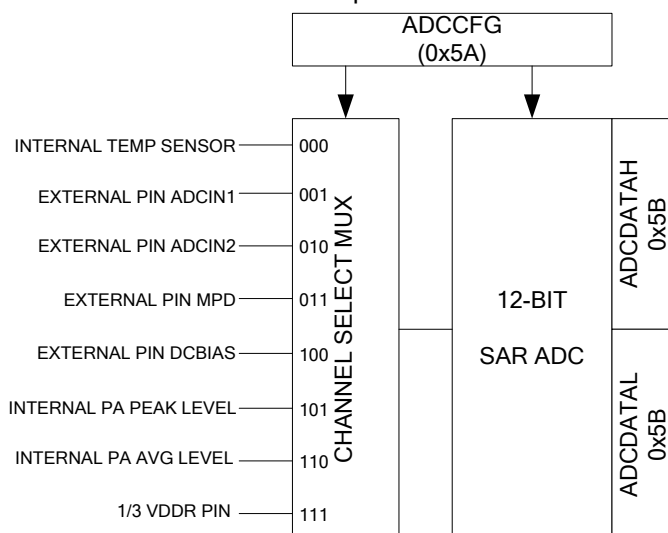 ADCCFG
(0x5A)
INTERNAL TEMP SENSOR 000
EXTERNAL PIN ADCIN1 001
EXTERNAL PIN ADCIN2 010
EXTERNAL PIN MPD 011
EXTERNAL PIN DCBIAS 100
INTERNAL PA PEAK LEVEL 101
INTERNAL PA AVG LEVEL 110
1/3 VDDR PIN 111
CHANNEL SELECT MUX
12-BIT
SAR ADC
ADCDATAH
0x5B
ADCDATAL
0x5B